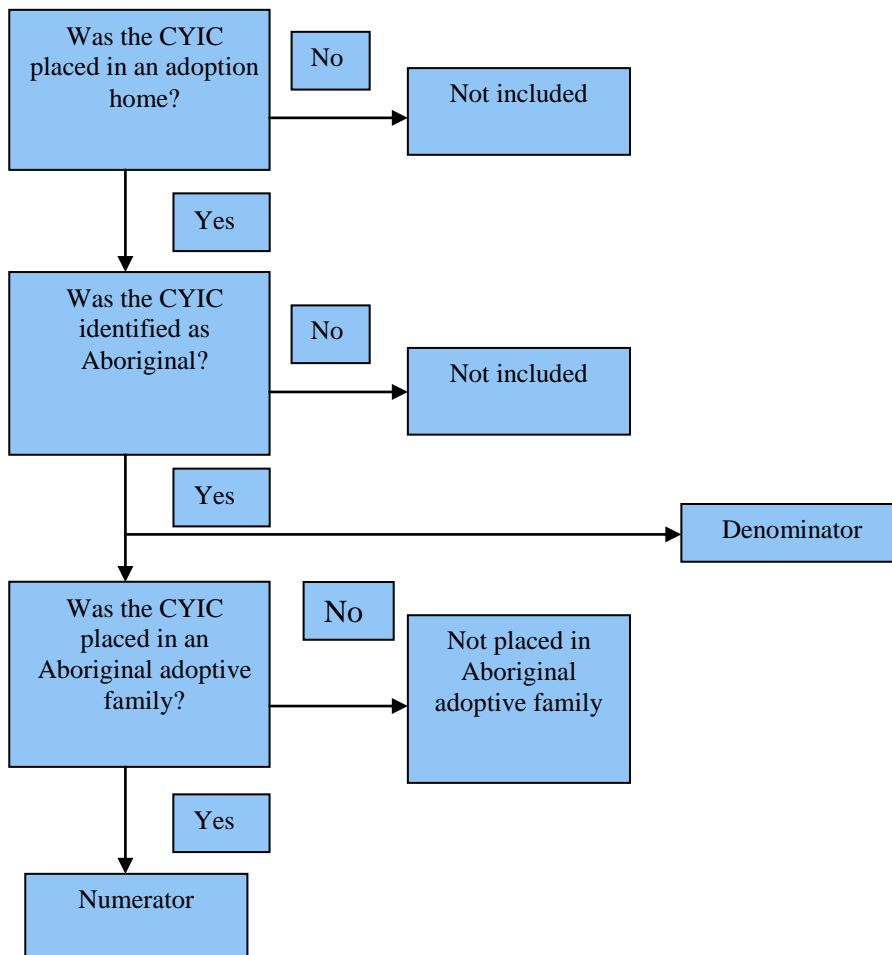 Was the CYIC
placed in an adoption
home?
No
Not included
Yes
Was the CYIC
identified as
Aboriginal?
No
Not included
Yes
Denominator
Was the CYIC
placed in an
Aboriginal adoptive
family?
No
Not placed in
Aboriginal
adoptive family
Yes
Numerator